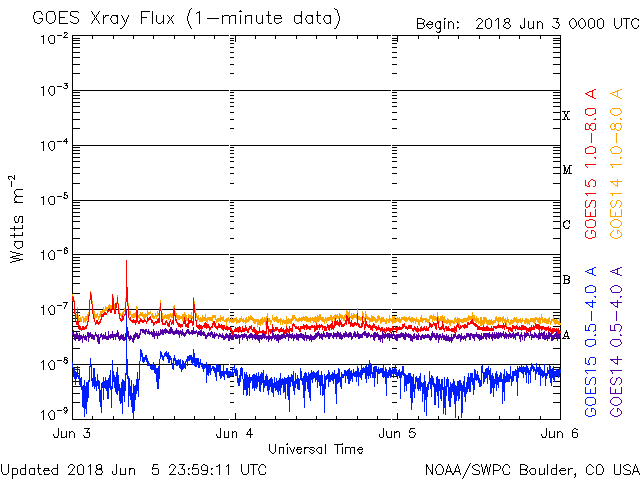 GOES Xray Flux (1-minute data)
Begin: 2018 Jun 3 0000 UTC
Watts m⁻²
10⁻²
10⁻³
10⁻⁴
10⁻⁵
10⁻⁶
10⁻⁷
10⁻⁸
10⁻⁹
X
M
C
B
A
GOES15 1.0-8.0 A
GOES14 1.0-8.0 A
GOES15 0.5-4.0 A
GOES14 0.5-4.0 A
Jun 3 Jun 4 Jun 5 Jun 6
Universal Time
Updated 2018 Jun 5 23:59:11 UTC
NOAA/SWPC Boulder, CO USA